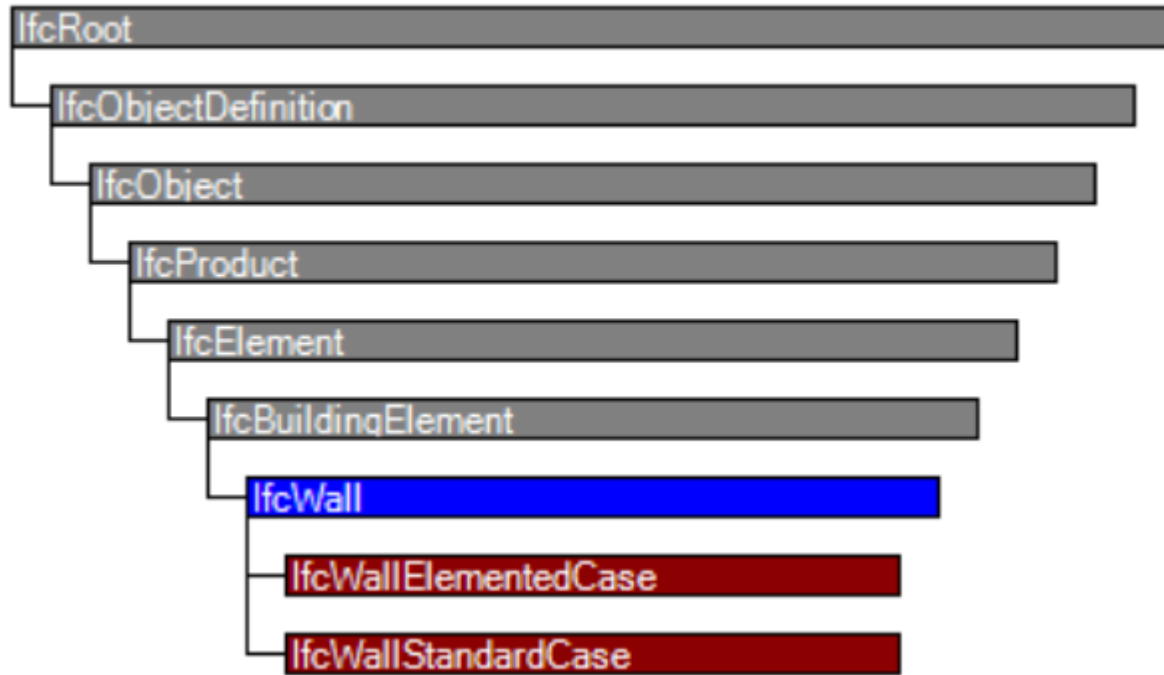 IfcRoot
IfcObjectDefinition
IfcObject
IfcProduct
IfcElement
IfcBuildingElement
IfcWall
IfcWallElementedCase
IfcWallStandardCase